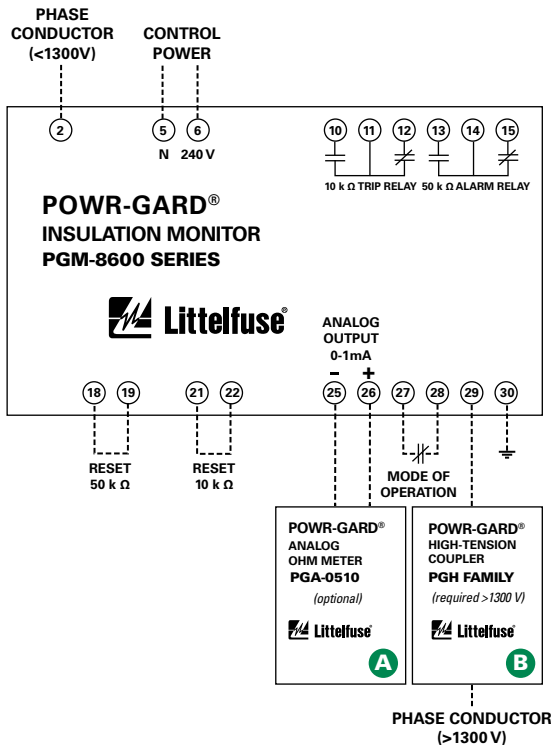 PHASE
CONDUCTOR
(<1300V)
CONTROL
POWER
2
5
6
N
240 V
10
11
12
13
14
15
10 k Ω TRIP RELAY
50 k Ω ALARM RELAY
POWR-GARD®
INSULATION MONITOR
PGM-8600 SERIES
Littelfuse®
ANALOG
OUTPUT
0-1mA
–
+
18
19
21
22
25
26
27
28
29
30
RESET
50 k Ω
RESET
10 k Ω
MODE OF
OPERATION
POWR-GARD®
ANALOG
OHM METER
PGA-0510
(optional)
Littelfuse®
A
POWR-GARD®
HIGH-TENSION
COUPLER
PGH FAMILY
(required >1300 V)
Littelfuse®
B
PHASE CONDUCTOR
(>1300 V)